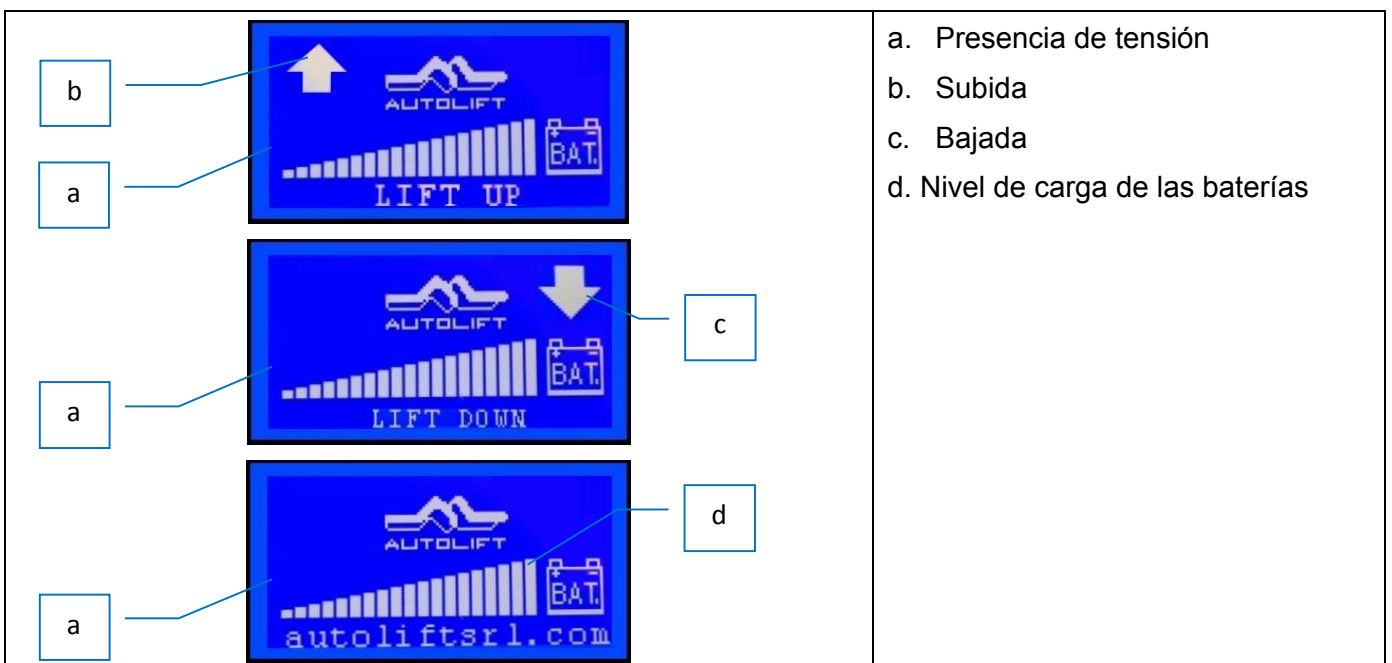 b
a
AUTOLIFT
BAT.
LIFT UP
a
c
AUTOLIFT
BAT.
LIFT DOWN
a
d
AUTOLIFT
BAT.
autoliftsrl.com
a. Presencia de tensión
b. Subida
c. Bajada
d. Nivel de carga de las baterías